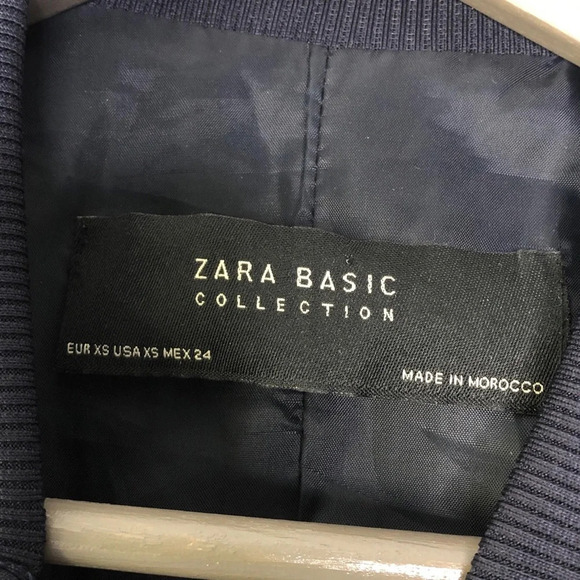 ZARA BASIC
COLLECTION
EUR XS USA XS MEX 24
MADE IN MOROCCO